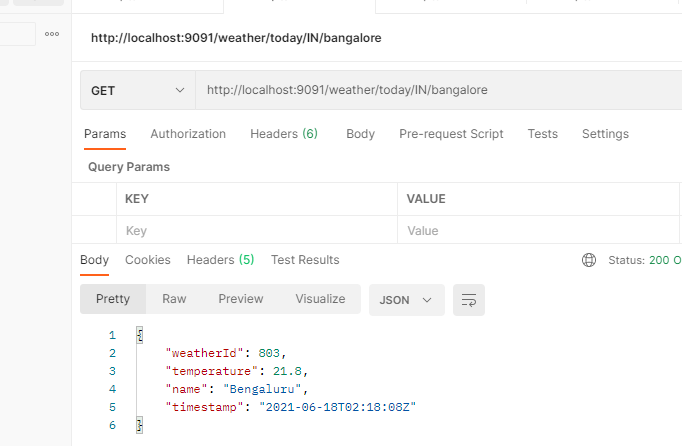 http://localhost:9091/weather/today/IN/bangalore
GET http://localhost:9091/weather/today/IN/bangalore
Params Authorization Headers (6) Body Pre-request Script Tests Settings
Query Params
KEY VALUE
Key Value
Body Cookies Headers (5) Test Results Status: 200 O
Pretty Raw Preview Visualize JSON
1 {
2 "weatherId": 803,
3 "temperature": 21.8,
4 "name": "Bengaluru",
5 "timestamp": "2021-06-18T02:18:08Z"
6 }